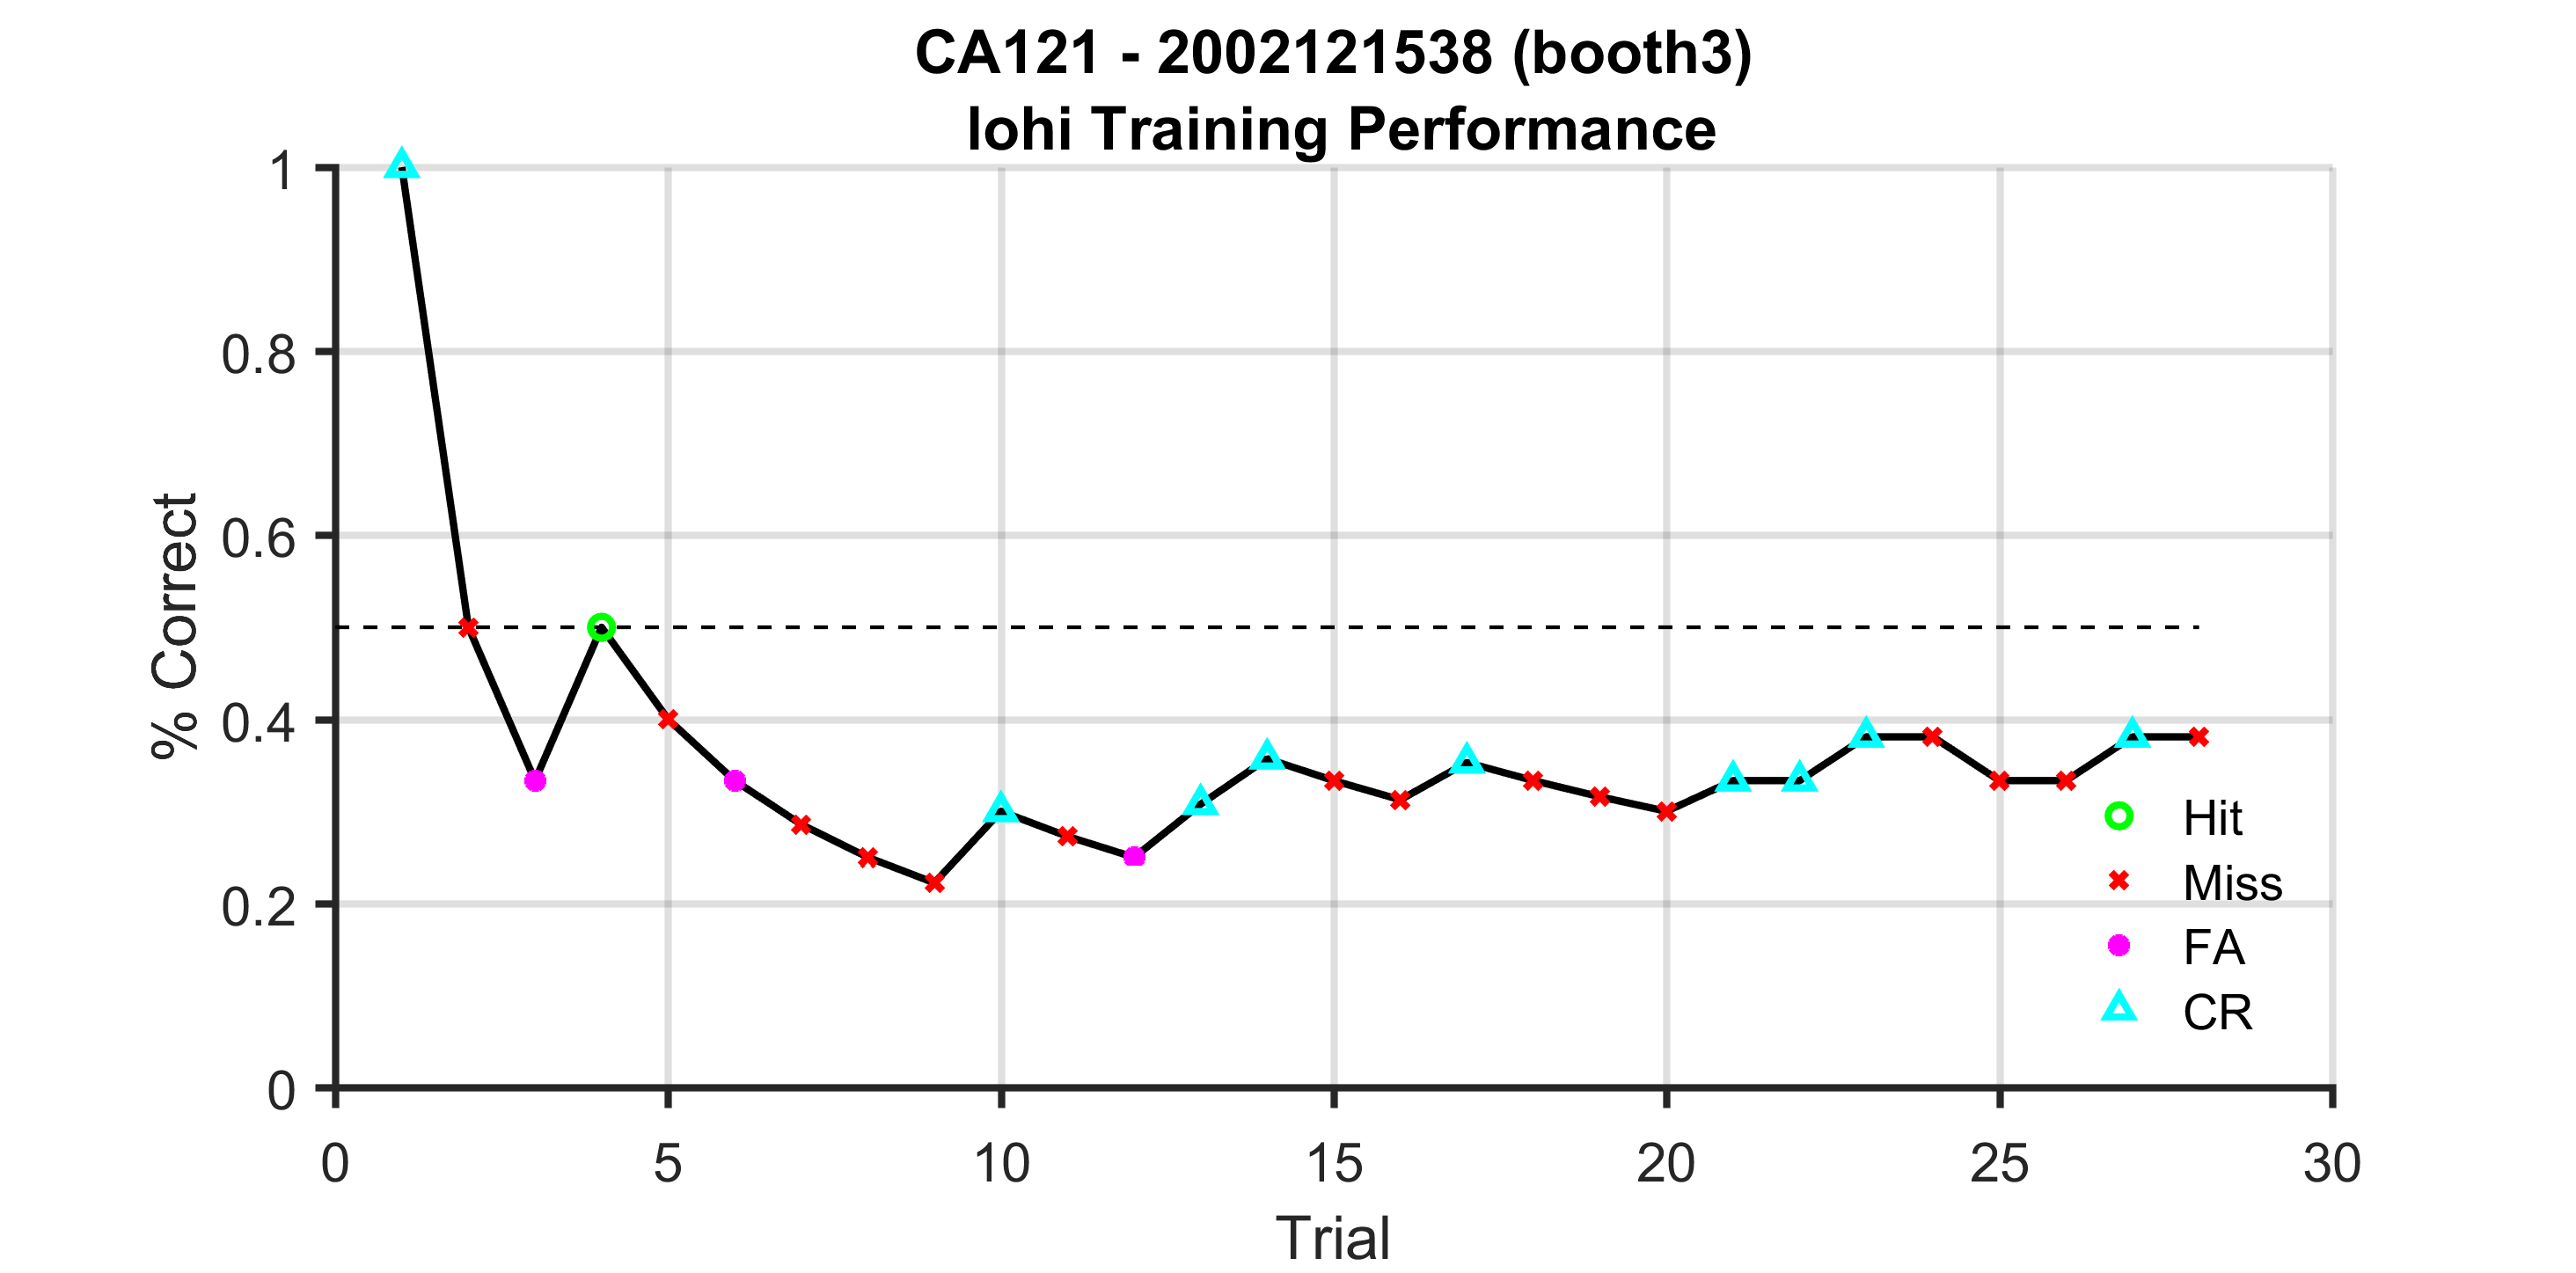 CA121 - 2002121538 (booth3)
lohi Training Performance
% Correct
1
0.8
0.6
0.4
0.2
0
0 5 10 15 20 25 30
Trial
Hit
Miss
FA
CR